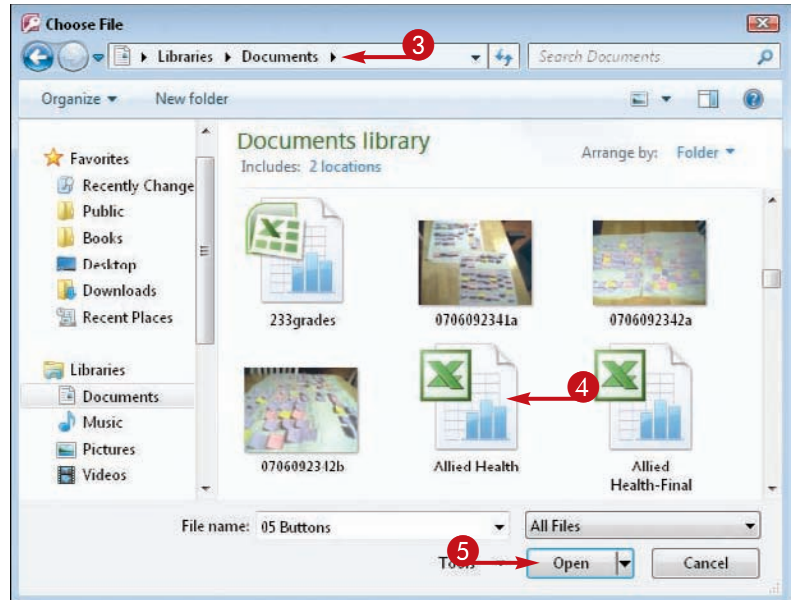 Choose File
Libraries Documents 3 Search Documents
Organize New folder
Documents library
Includes: 2 locations
Arrange by: Folder
Favorites
Recently Change
Public
Books
Desktop
Downloads
Recent Places
Libraries
Documents
Music
Pictures
Videos
233grades
0706092341a
0706092342a
4
0706092342b
Allied Health
Allied
Health-Final
File name: 05 Buttons All Files
5 Open Cancel